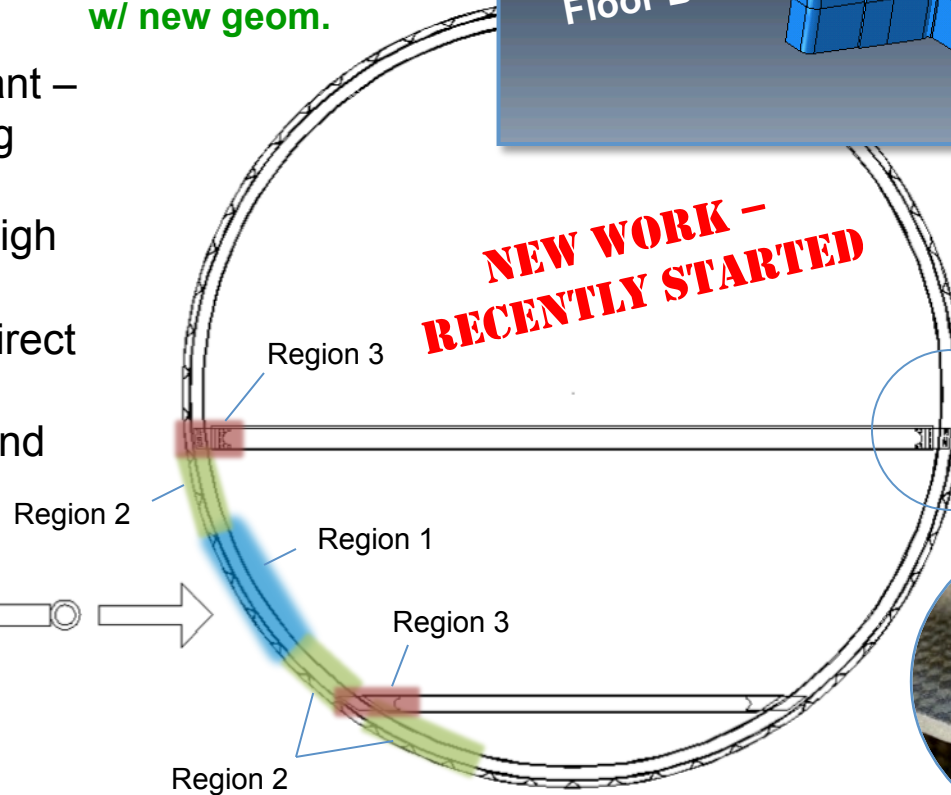 w/ new geom.
Floor
ant –
g
igh
irect
nd
NEW WORK –
RECENTLY STARTED
Region 3
Region 2
Region 1
Region 3
Region 2